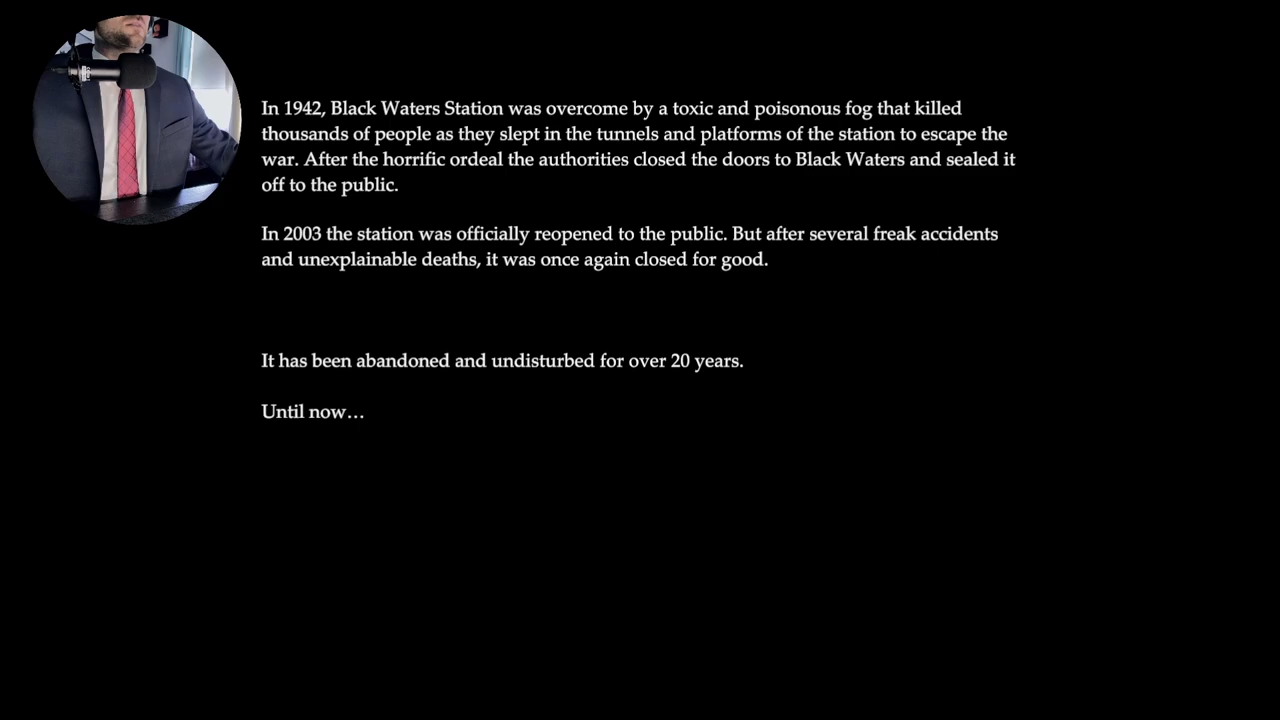 In 1942, Black Waters Station was overcome by a toxic and poisonous fog that killed
thousands of people as they slept in the tunnels and platforms of the station to escape the
war. After the horrific ordeal the authorities closed the doors to Black Waters and sealed it
off to the public.
In 2003 the station was officially reopened to the public. But after several freak accidents
and unexplainable deaths, it was once again closed for good.
It has been abandoned and undisturbed for over 20 years.
Until now…